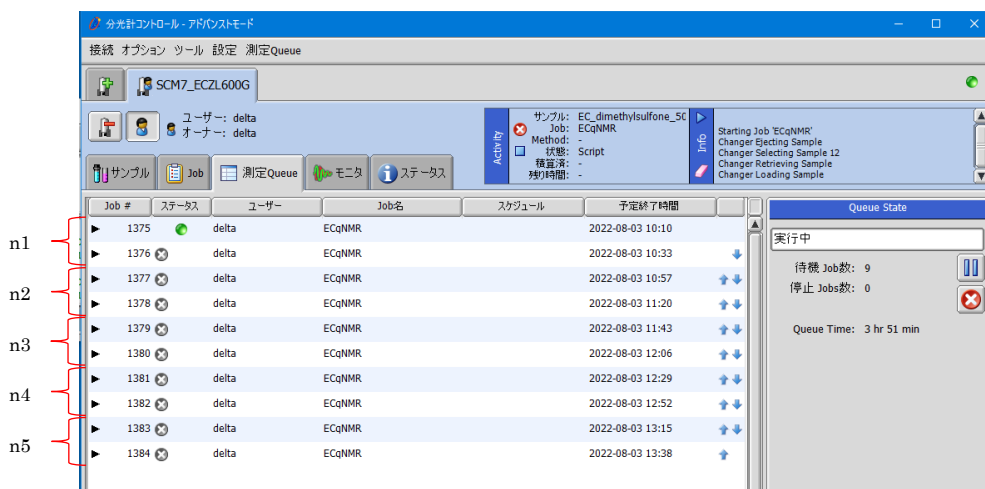 分光計コントロール - アドバンストモード
接続 オプション ツール 設定 測定Queue
SCM7_ECZL600G
ユーザー: delta
オーナー: delta
Activity
サンプル: EC_dimethylsulfone_50
Job: ECqNMR
Method: -
状態: Script
積算済: -
残り時間: -
Info
Starting Job 'ECqNMR'
Changer Ejecting Sample
Changer Selecting Sample 12
Changer Retrieving Sample
Changer Loading Sample
サンプル Job 測定Queue モニタ ステータス
Job # ステータス ユーザー Job名 スケジュール 予定終了時間
n1
1375 delta ECqNMR 2022-08-03 10:10
1376 delta ECqNMR 2022-08-03 10:33
n2
1377 delta ECqNMR 2022-08-03 10:57
1378 delta ECqNMR 2022-08-03 11:20
n3
1379 delta ECqNMR 2022-08-03 11:43
1380 delta ECqNMR 2022-08-03 12:06
n4
1381 delta ECqNMR 2022-08-03 12:29
1382 delta ECqNMR 2022-08-03 12:52
n5
1383 delta ECqNMR 2022-08-03 13:15
1384 delta ECqNMR 2022-08-03 13:38
Queue State
実行中
待機 Job数: 9
停止 Jobs数: 0
Queue Time: 3 hr 51 min